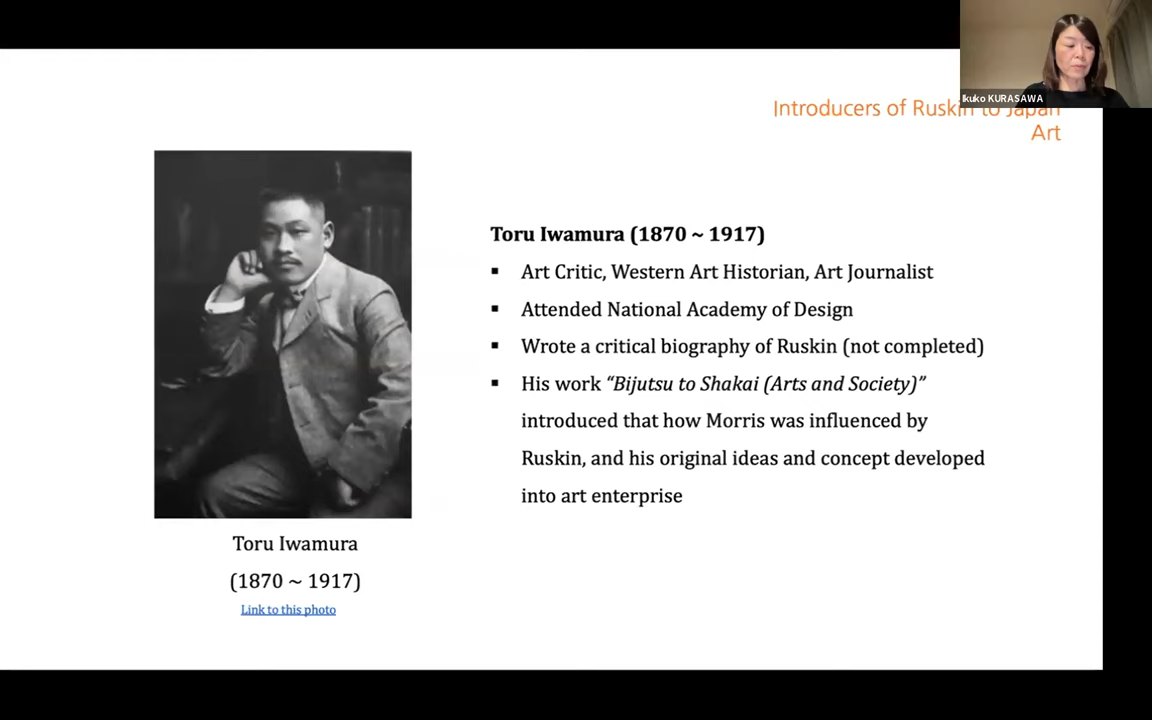 Ikuko KURASAWA
Introducers of Ruskin to Japan
Art
Toru Iwamura (1870 ~ 1917)
▪ Art Critic, Western Art Historian, Art Journalist
▪ Attended National Academy of Design
▪ Wrote a critical biography of Ruskin (not completed)
▪ His work “Bijutsu to Shakai (Arts and Society)”
introduced that how Morris was influenced by
Ruskin, and his original ideas and concept developed
into art enterprise
Toru Iwamura
(1870 ~ 1917)
Link to this photo